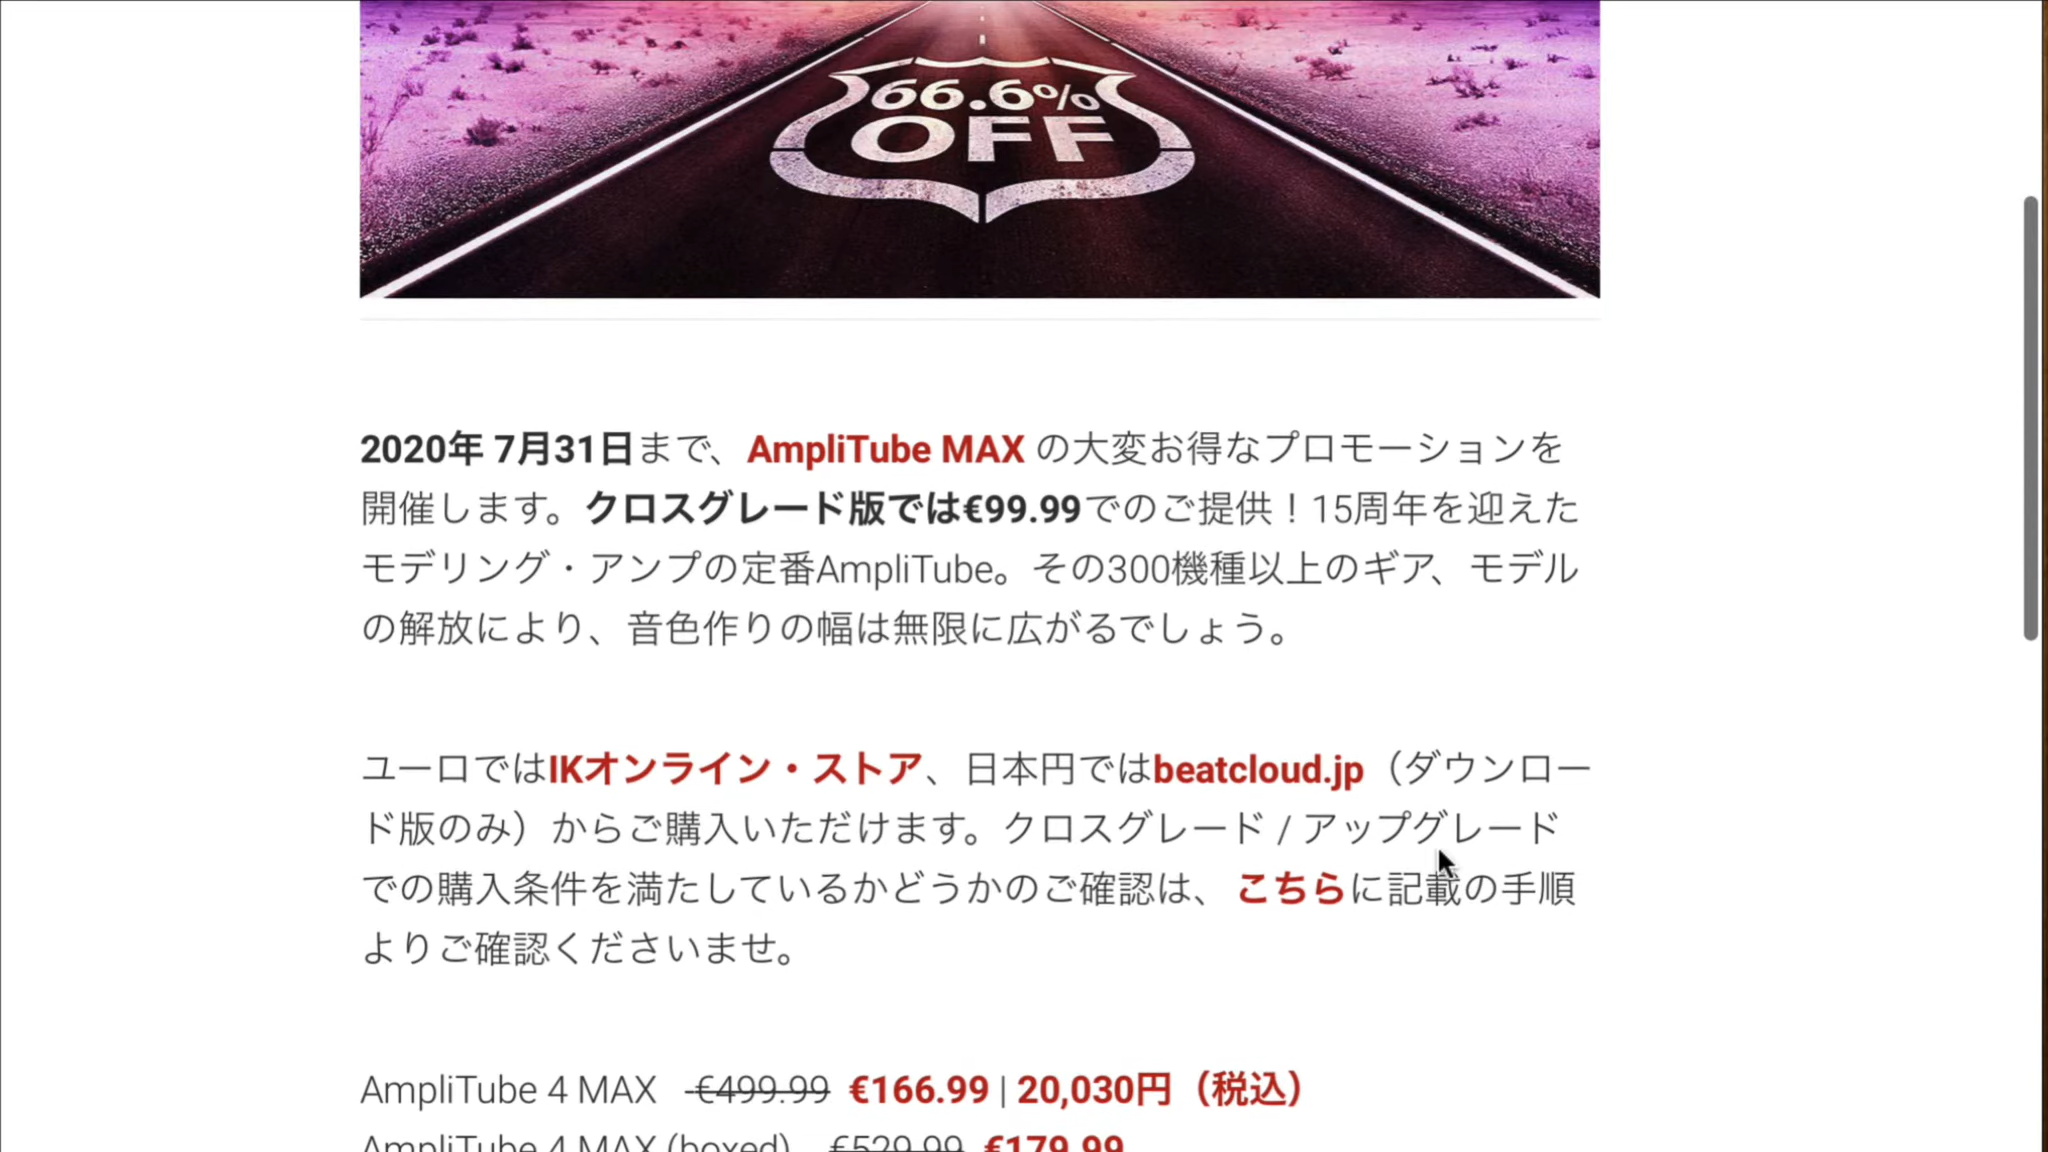 66.6%
OFF
2020年 7月31日まで、AmpliTube MAX の大変お得なプロモーションを
開催します。クロスグレード版では€99.99でのご提供！15周年を迎えた
モデリング・アンプの定番AmpliTube。その300機種以上のギア、モデル
の解放により、音色作りの幅は無限に広がるでしょう。
ユーロではIKオンライン・ストア、日本円ではbeatcloud.jp（ダウンロー
ド版のみ）からご購入いただけます。クロスグレード / アップグレード
での購入条件を満たしているかどうかのご確認は、 こちらに記載の手順
よりご確認くださいませ。
AmpliTube 4 MAX -€499.99 €166.99 | 20,030円（税込）
AmpliTube 4 MAX (boxed) €529.99 €179.99